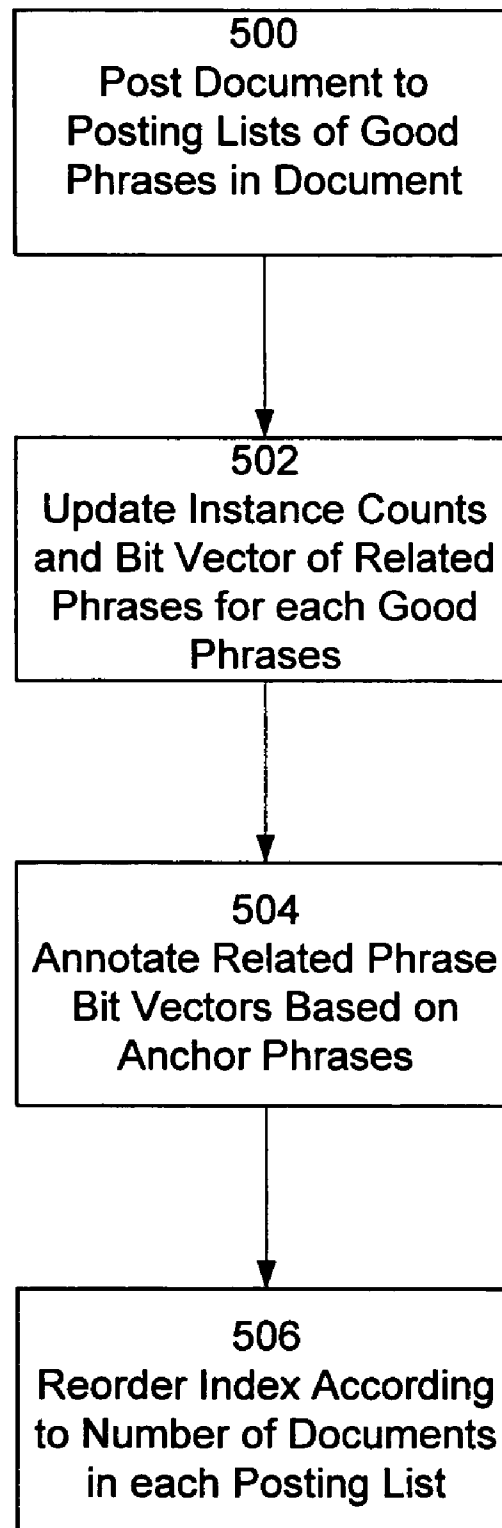 500
Post Document to
Posting Lists of Good
Phrases in Document
502
Update Instance Counts
and Bit Vector of Related
Phrases for each Good
Phrases
504
Annotate Related Phrase
Bit Vectors Based on
Anchor Phrases
506
Reorder Index According
to Number of Documents
in each Posting List